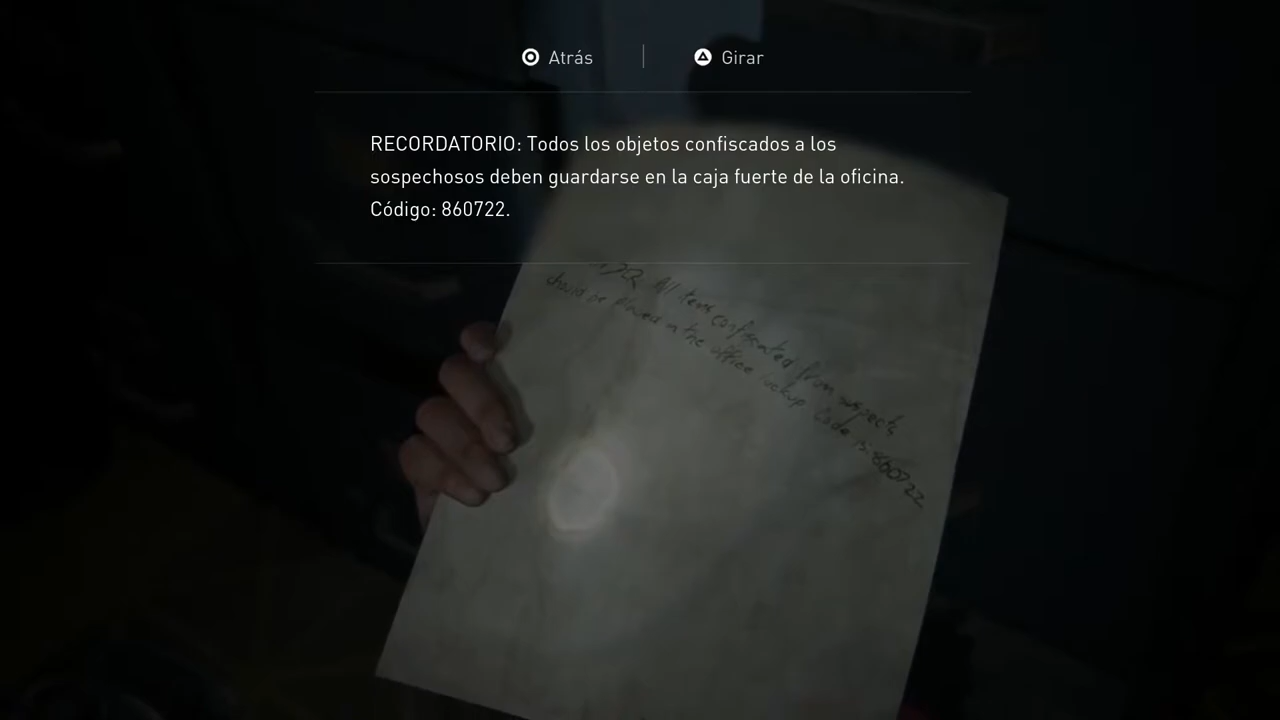 Atrás | Girar
RECORDATORIO: Todos los objetos confiscados a los
sospechosos deben guardarse en la caja fuerte de la oficina.
Código: 860722.
All items confiscated from suspects
should be placed in the office lockup. Code is: 860722